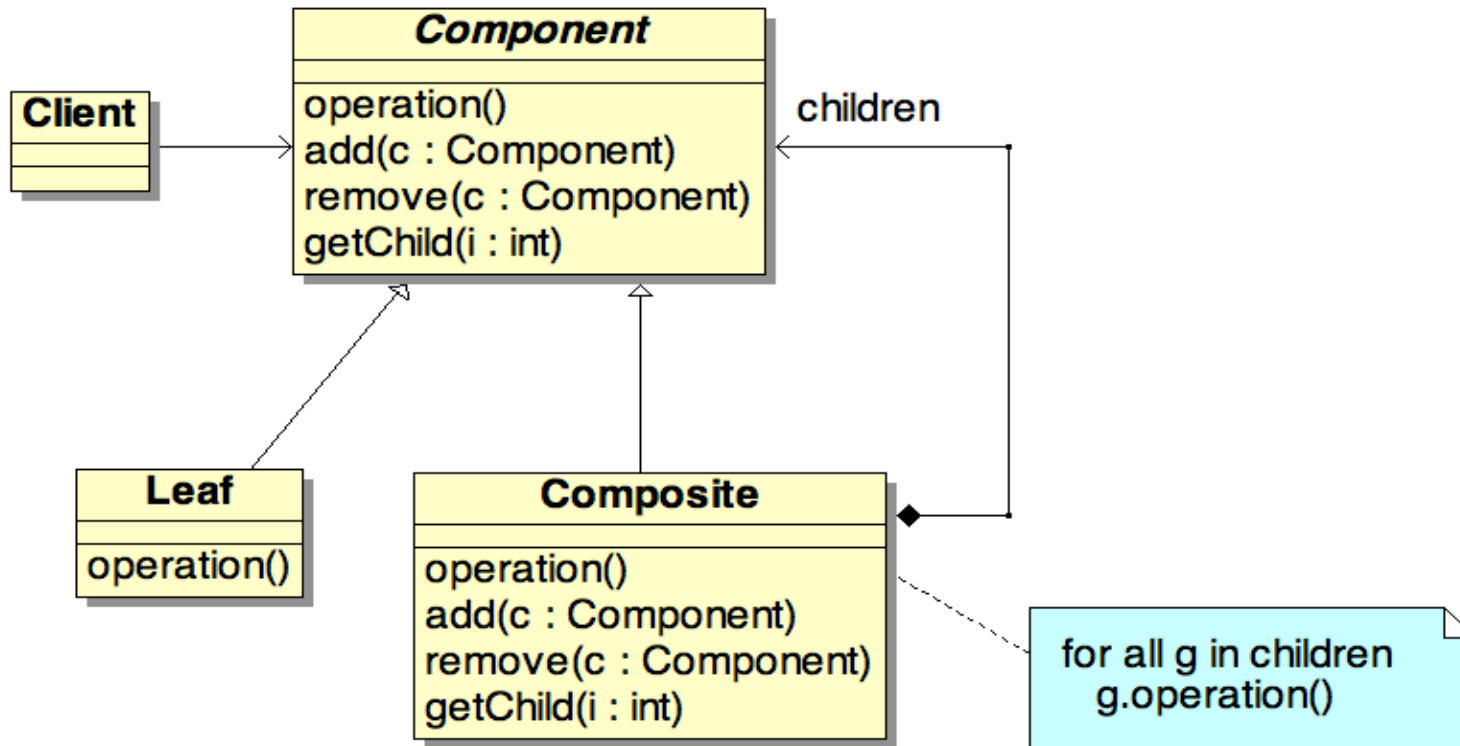 Component
operation()
add(c : Component)
remove(c : Component)
getChild(i : int)
Client
children
Leaf
operation()
Composite
operation()
add(c : Component)
remove(c : Component)
getChild(i : int)
for all g in children
g.operation()